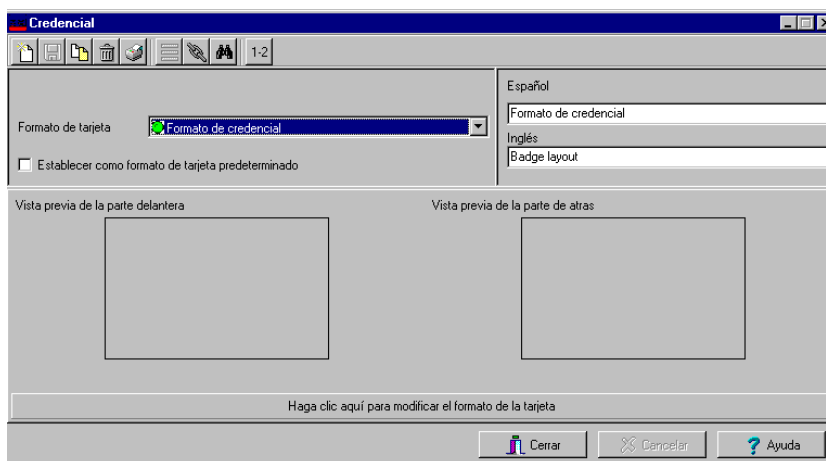 Credencial
1-2
Español
Formato de tarjeta
Formato de credencial
Formato de credencial
Inglés
Establecer como formato de tarjeta predeterminado
Badge layout
Vista previa de la parte delantera
Vista previa de la parte de atras
Haga clic aquí para modificar el formato de la tarjeta
Cerrar
Cancelar
Ayuda